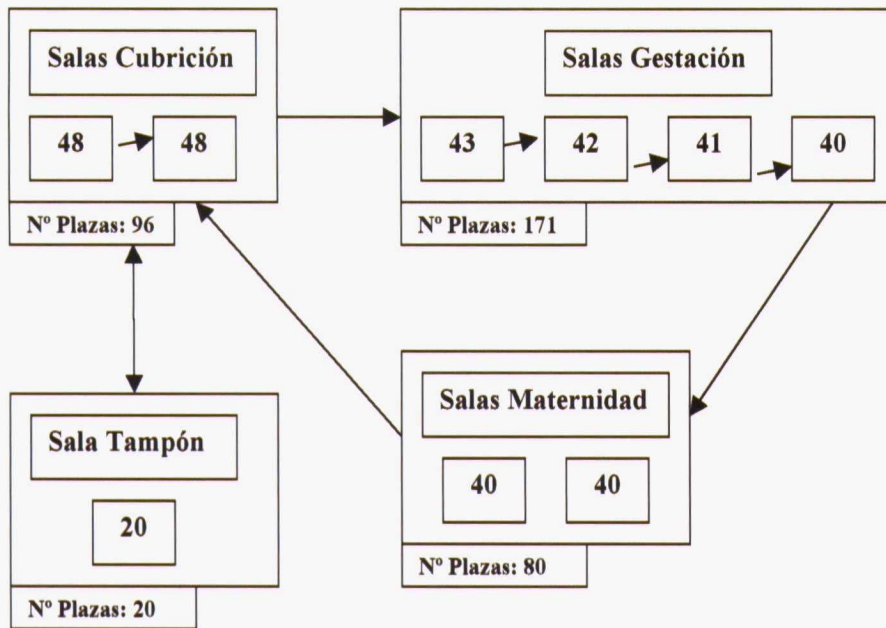 Salas Cubrición
48
48
Nº Plazas: 96
Salas Gestación
43
42
41
40
Nº Plazas: 171
Sala Tampón
20
Nº Plazas: 20
Salas Maternidad
40
40
Nº Plazas: 80